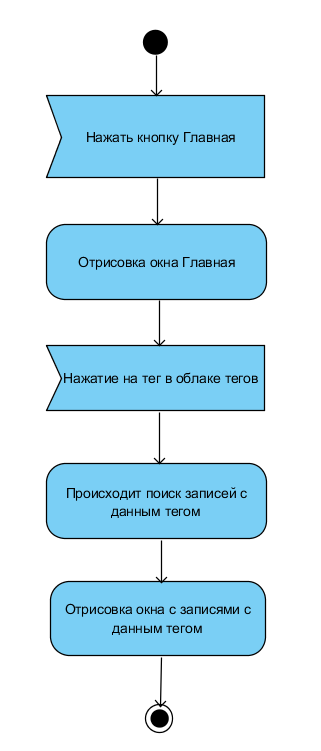 Нажать кнопку Главная
Отрисовка окна Главная
Нажатие на тег в облаке тегов
Происходит поиск записей с
данным тегом
Отрисовка окна с записями с
данным тегом